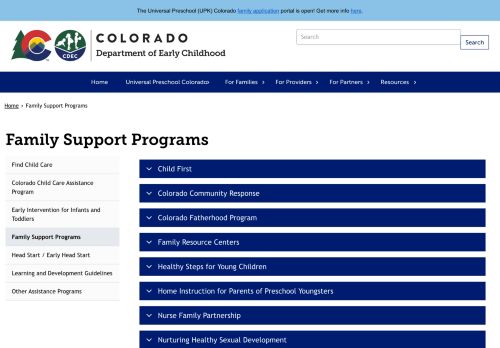 The Universal Preschool (UPK) Colorado family application portal is open! Get more info here.
COLORADO
Department of Early Childhood
CDEC
Search
Search
Home
Universal Preschool Colorado
For Families
For Providers
For Partners
Resources
Home › Family Support Programs
Family Support Programs
Find Child Care
Colorado Child Care Assistance
Program
Early Intervention for Infants and
Toddlers
Family Support Programs
Head Start / Early Head Start
Learning and Development Guidelines
Other Assistance Programs
Child First
Colorado Community Response
Colorado Fatherhood Program
Family Resource Centers
Healthy Steps for Young Children
Home Instruction for Parents of Preschool Youngsters
Nurse Family Partnership
Nurturing Healthy Sexual Development